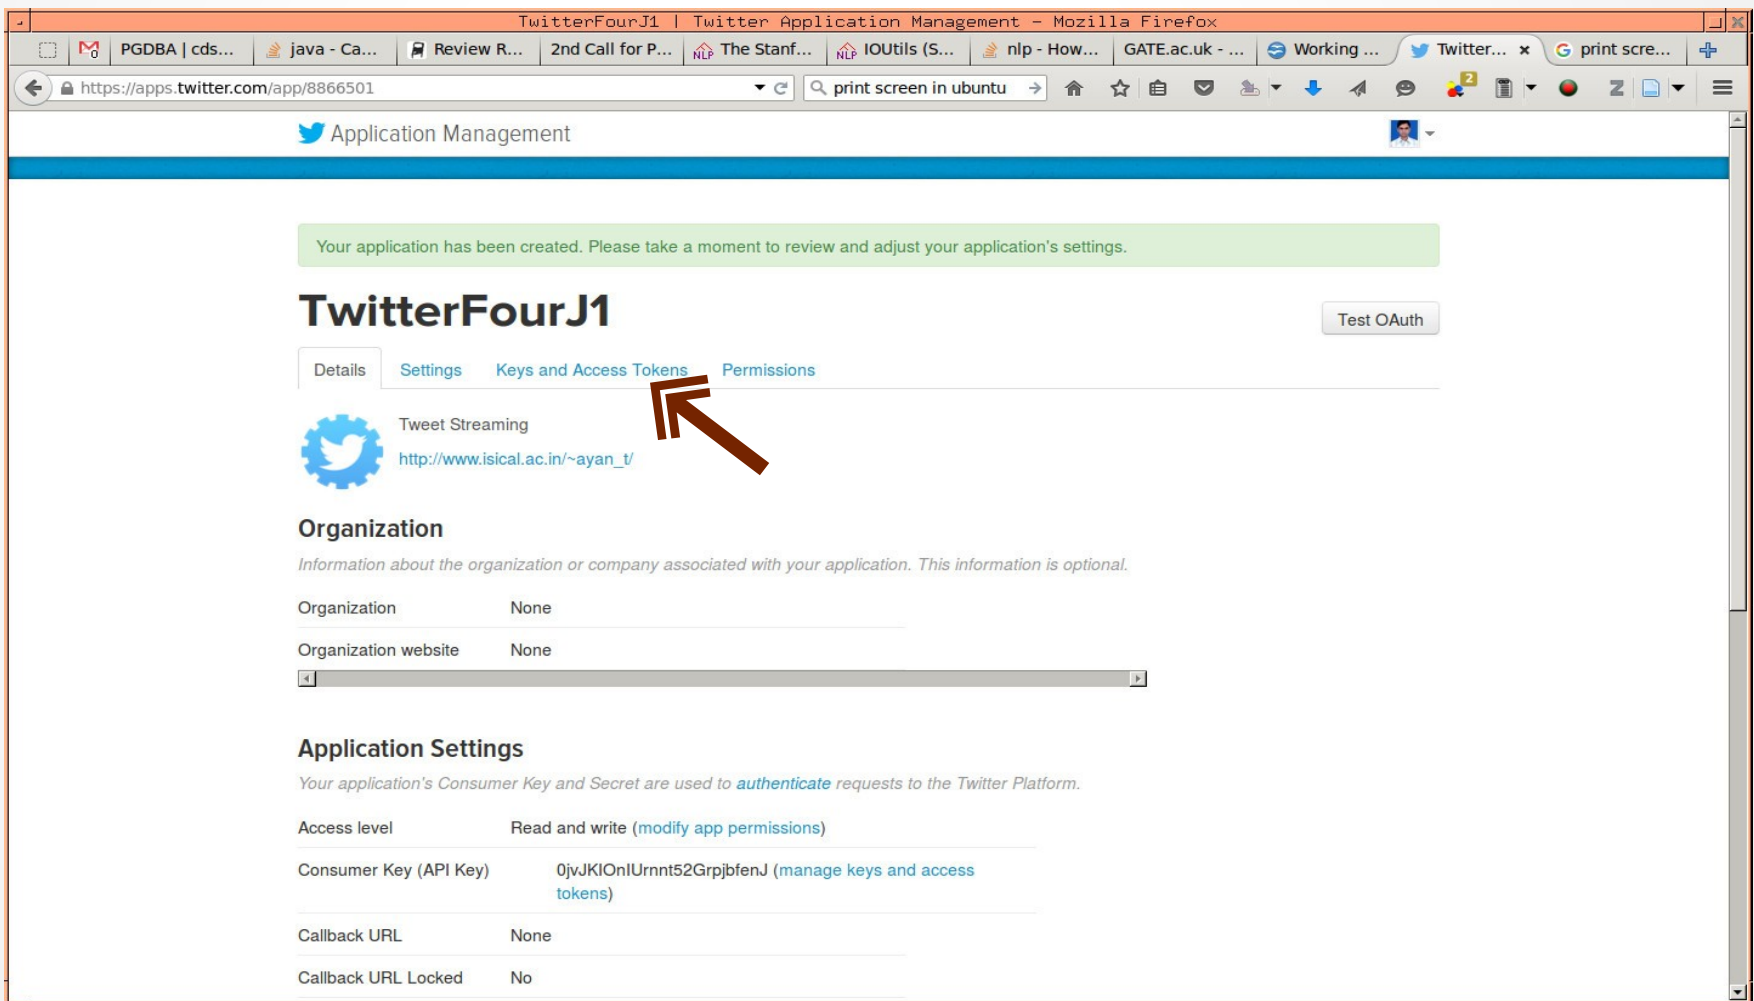 TwitterFourJ1 | Twitter Application Management - Mozilla Firefox
PGDBA | cds... java - Ca... Review R... 2nd Call for P... The Stanf... IOUtils (S... nlp - How... GATE.ac.uk - ... Working ... Twitter... × print scre...
https://apps.twitter.com/app/8866501 print screen in ubuntu 2
Application Management
Your application has been created. Please take a moment to review and adjust your application's settings.
TwitterFourJ1
Test OAuth
Details Settings Keys and Access Tokens Permissions
Tweet Streaming
http://www.isical.ac.in/~ayan_t/
Organization
Information about the organization or company associated with your application. This information is optional.
Organization None
Organization website None
Application Settings
Your application's Consumer Key and Secret are used to authenticate requests to the Twitter Platform.
Access level Read and write (modify app permissions)
Consumer Key (API Key) 0jvJKIOnIUrnnt52GrpjbfenJ (manage keys and access
tokens)
Callback URL None
Callback URL Locked No